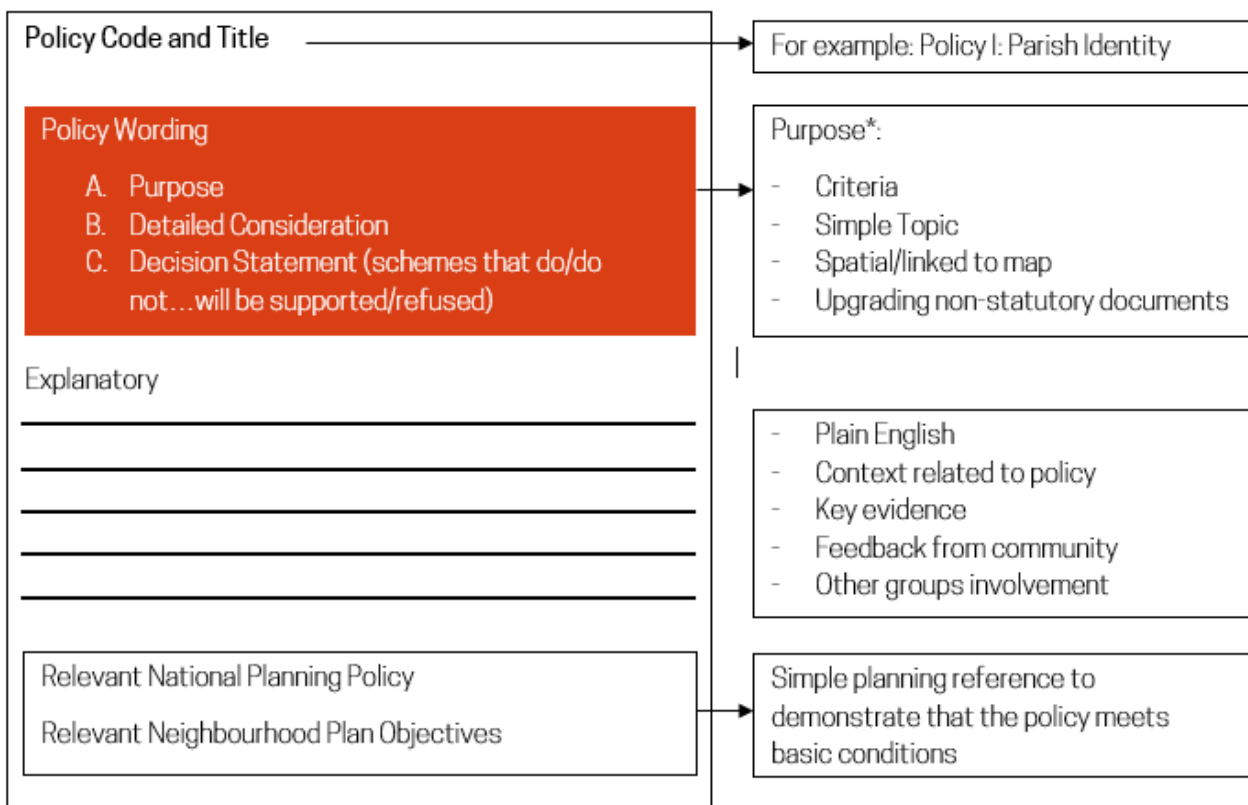 Policy Code and Title
For example: Policy I: Parish Identity
Policy Wording
A. Purpose
B. Detailed Consideration
C. Decision Statement (schemes that do/do
not...will be supported/refused)
Purpose*:
- Criteria
- Simple Topic
- Spatial/linked to map
- Upgrading non-statutory documents
Explanatory
- Plain English
- Context related to policy
- Key evidence
- Feedback from community
- Other groups involvement
Relevant National Planning Policy
Relevant Neighbourhood Plan Objectives
Simple planning reference to
demonstrate that the policy meets
basic conditions